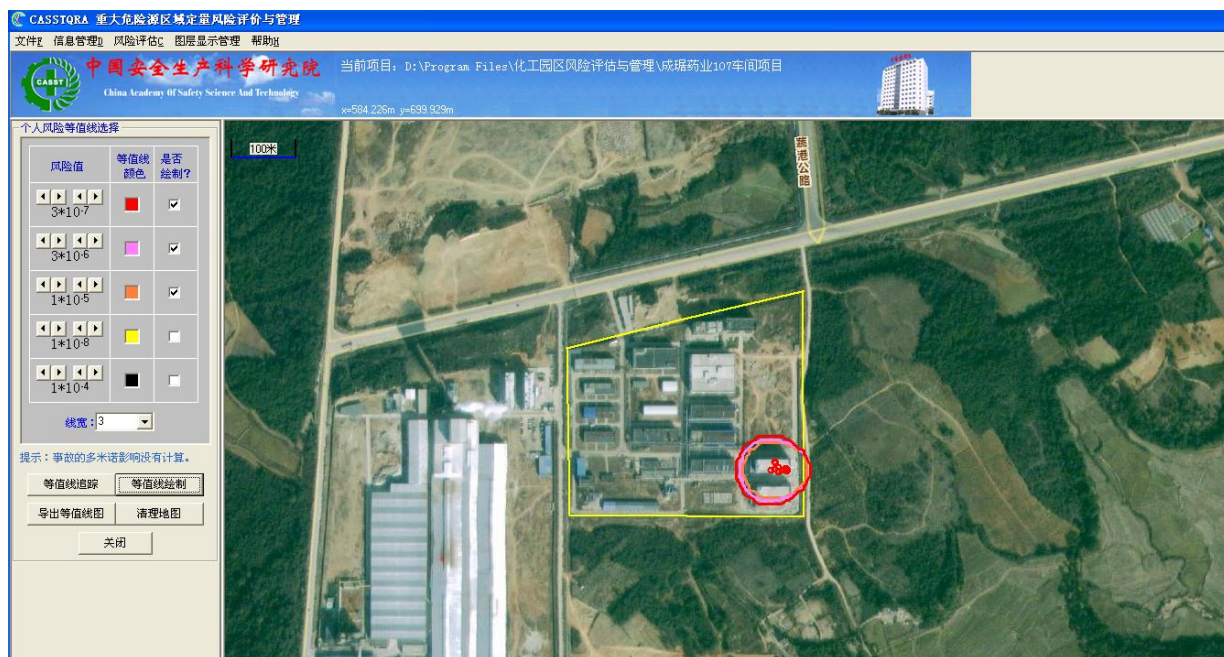 CASSTQRA 重大危险源区域定量风险评价与管理
文件F 信息管理D 风险评估C 图层显示管理 帮助H
CASST
中国安全生产科学研究院
China Academy Of Safety Science And Technology
当前项目: D:\Program Files\化工园区风险评估与管理\成琚药业107车间项目
x=584.226m y=699.929m
个人风险等值线选择
风险值 等值线颜色 是否绘制?
3*10-7
3*10-6
1*10-5
1*10-8
1*10-4
线宽:3
提示:事故的多米诺影响没有计算。
等值线追踪 等值线绘制
导出等值线图 清理地图
关闭
100米
蔬港公路